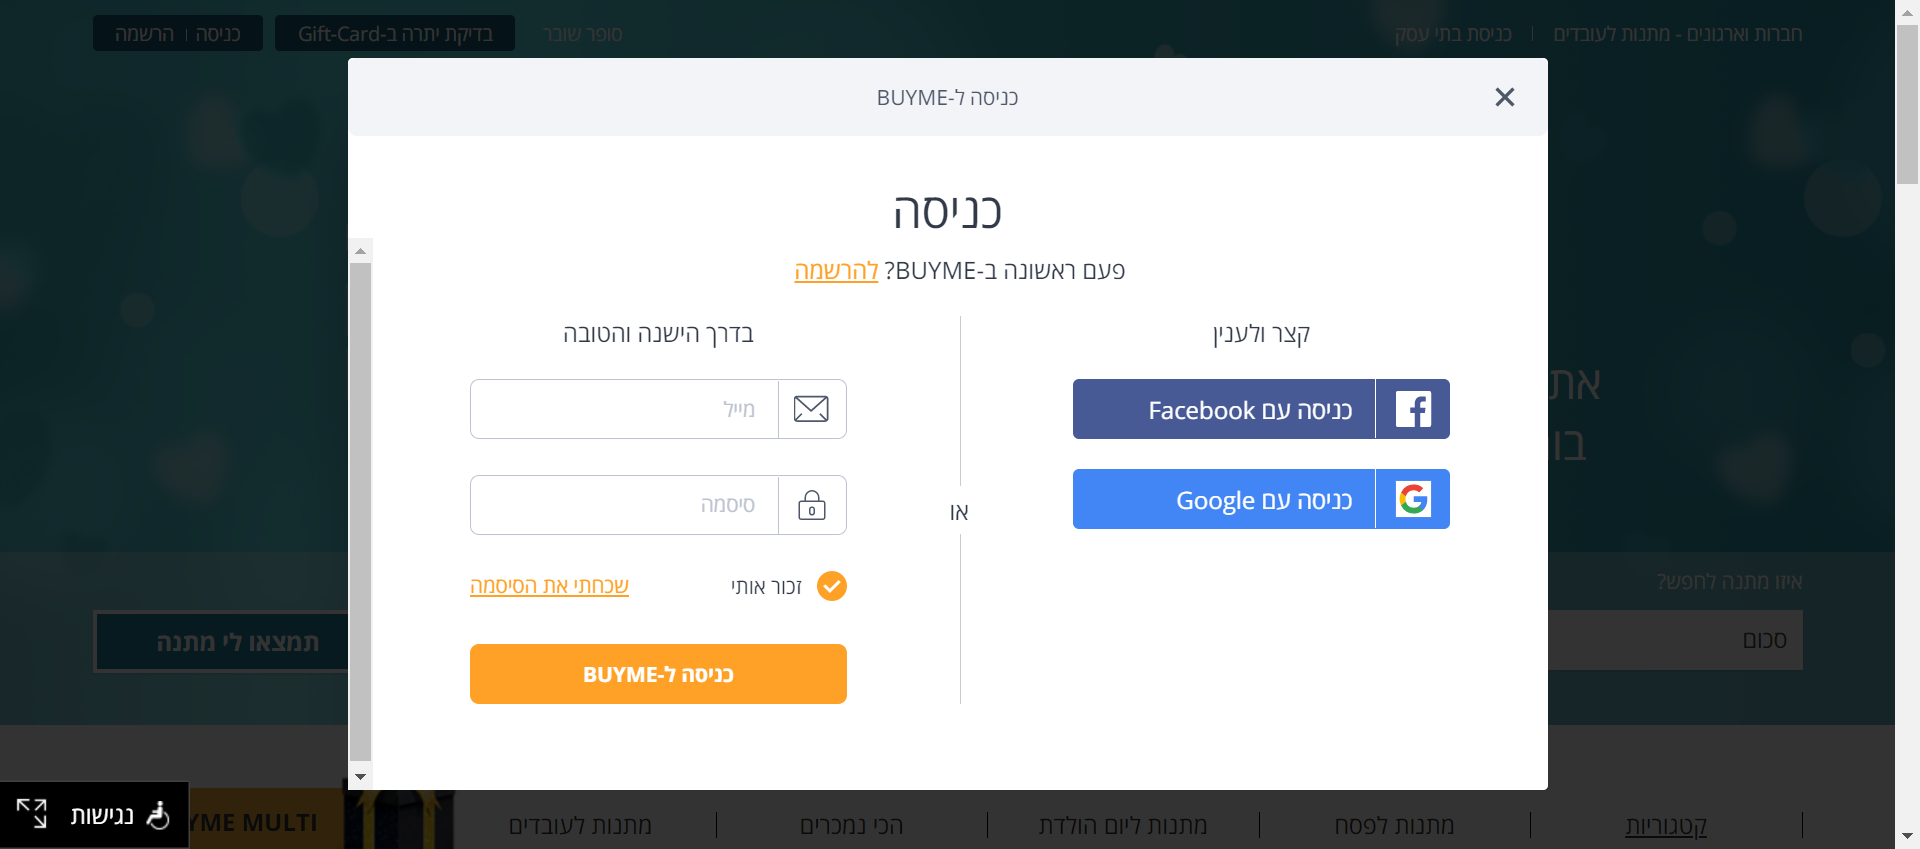 חברות וארגונים - מתנות לעובדים | כניסת בתי עסק
סופר שובר
בדיקת יתרה ב-Gift-Card
כניסה | הרשמה
כניסה ל-BUYME
כניסה
פעם ראשונה ב-BUYME? להרשמה
קצר ולענין
כניסה עם Facebook
כניסה עם Google
או
בדרך הישנה והטובה
מייל
סיסמה
זכור אותי
שכחתי את הסיסמה
כניסה ל-BUYME
את
בו
איזו מתנה לחפש?
סכום
תמצאו לי מתנה
קטגוריות
מתנות לפסח
מתנות ליום הולדת
הכי נמכרים
מתנות לעובדים
YME MULTI
נגישות